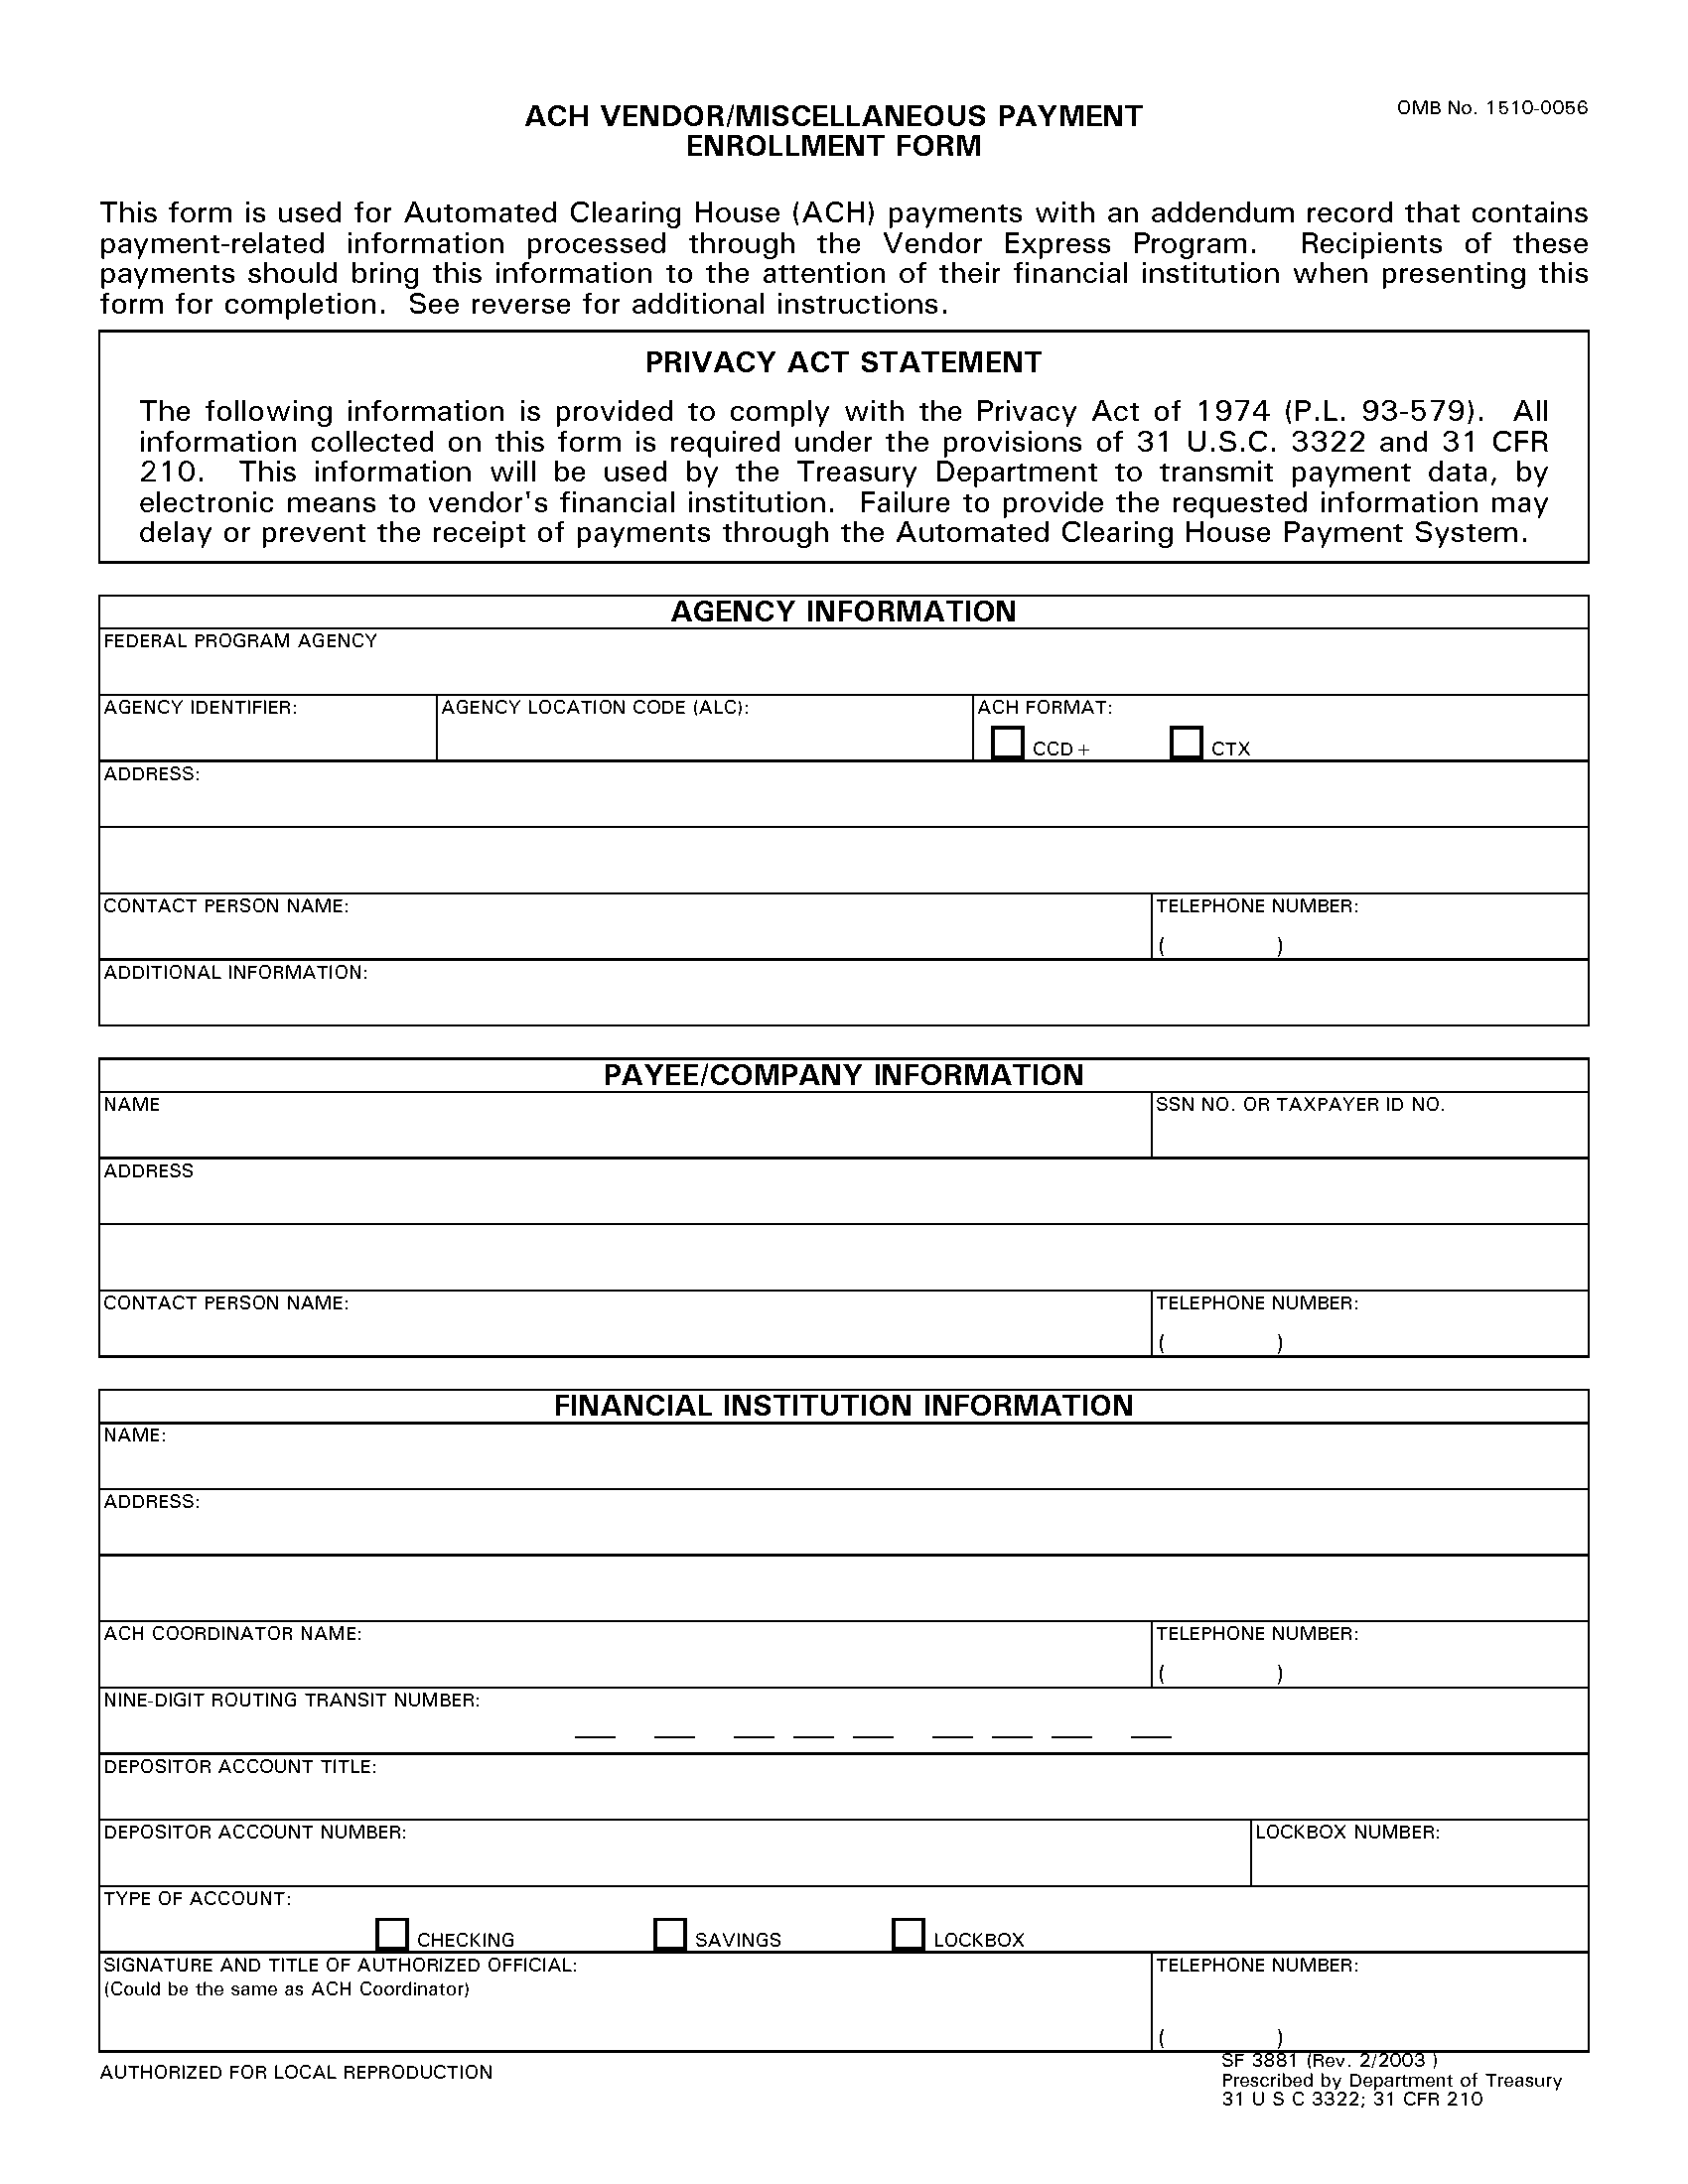 ACH VENDOR/MISCELLANEOUS PAYMENT
ENROLLMENT FORM
OMB No. 1510-0056
This form is used for Automated Clearing House (ACH) payments with an addendum record that contains
payment-related information processed through the Vendor Express Program. Recipients of these
payments should bring this information to the attention of their financial institution when presenting this
form for completion. See reverse for additional instructions.
PRIVACY ACT STATEMENT
The following information is provided to comply with the Privacy Act of 1974 (P.L. 93-579). All
information collected on this form is required under the provisions of 31 U.S.C. 3322 and 31 CFR
210. This information will be used by the Treasury Department to transmit payment data, by
electronic means to vendor's financial institution. Failure to provide the requested information may
delay or prevent the receipt of payments through the Automated Clearing House Payment System.
AGENCY INFORMATION
FEDERAL PROGRAM AGENCY
AGENCY IDENTIFIER: AGENCY LOCATION CODE (ALC): ACH FORMAT:
CCD+ CTX
ADDRESS:
CONTACT PERSON NAME: TELEPHONE NUMBER:
( )
ADDITIONAL INFORMATION:
PAYEE/COMPANY INFORMATION
NAME SSN NO. OR TAXPAYER ID NO.
ADDRESS
CONTACT PERSON NAME: TELEPHONE NUMBER:
( )
FINANCIAL INSTITUTION INFORMATION
NAME:
ADDRESS:
ACH COORDINATOR NAME: TELEPHONE NUMBER:
( )
NINE-DIGIT ROUTING TRANSIT NUMBER:
__ __ __ __ __ __ __ __ __
DEPOSITOR ACCOUNT TITLE:
DEPOSITOR ACCOUNT NUMBER: LOCKBOX NUMBER:
TYPE OF ACCOUNT:
CHECKING SAVINGS LOCKBOX
SIGNATURE AND TITLE OF AUTHORIZED OFFICIAL: TELEPHONE NUMBER:
(Could be the same as ACH Coordinator)
( )
AUTHORIZED FOR LOCAL REPRODUCTION
SF 3881 (Rev. 2/2003 )
Prescribed by Department of Treasury
31 U S C 3322; 31 CFR 210